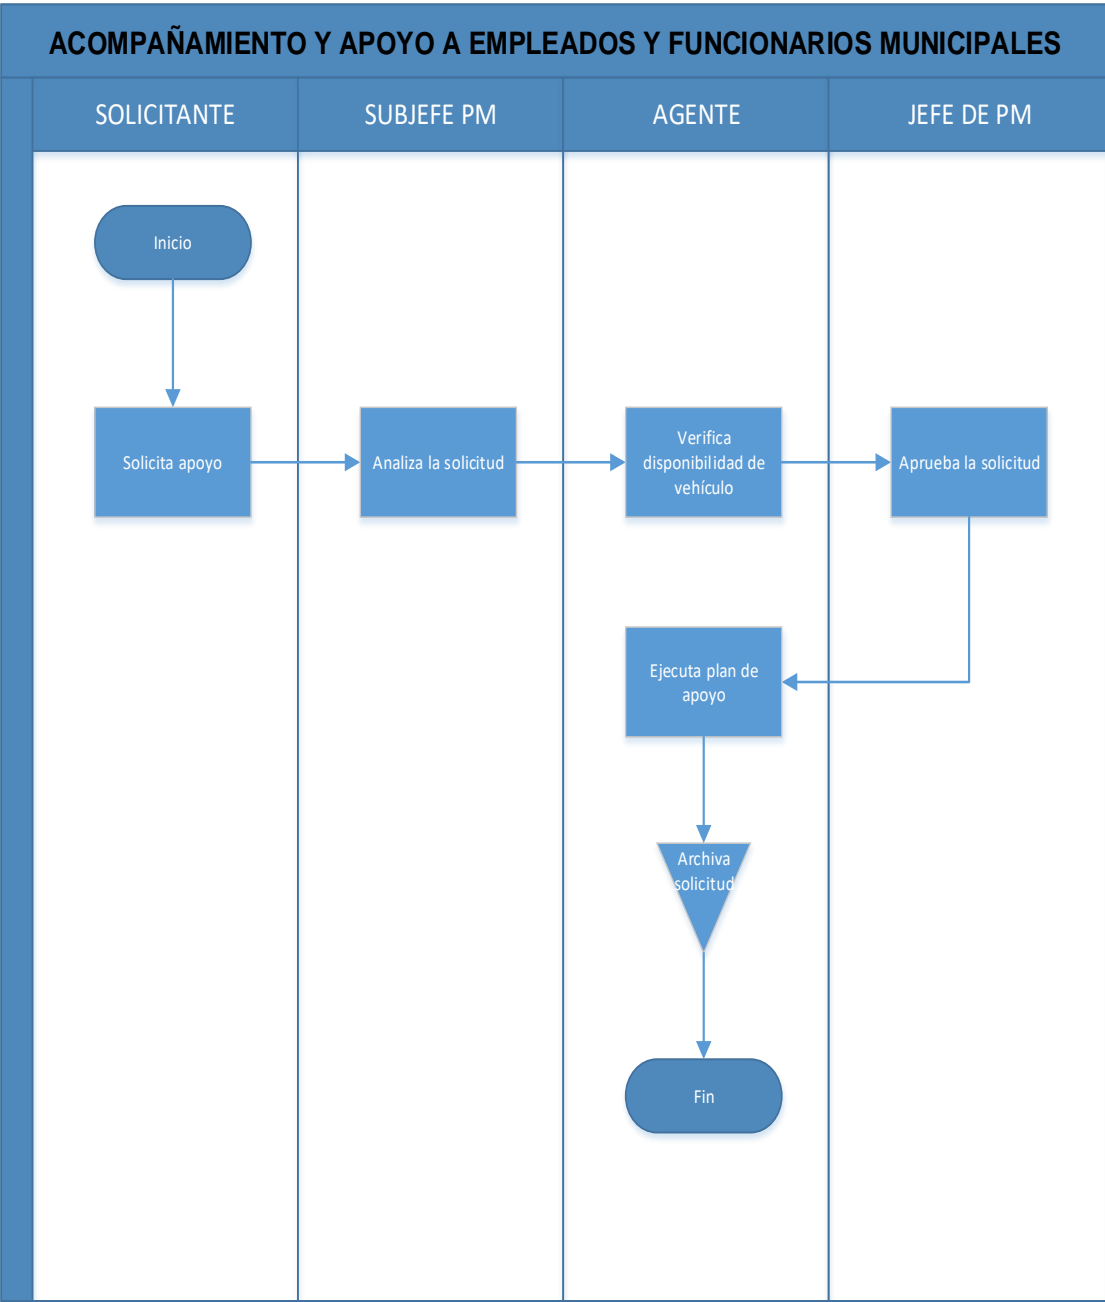 ACOMPAÑAMIENTO Y APOYO A EMPLEADOS Y FUNCIONARIOS MUNICIPALES
SOLICITANTE
SUBJEFE PM
AGENTE
JEFE DE PM
Inicio
Solicita apoyo
Analiza la solicitud
Verifica
disponibilidad de
vehículo
Aprueba la solicitud
Ejecuta plan de
apoyo
Archiva
solicitud
Fin